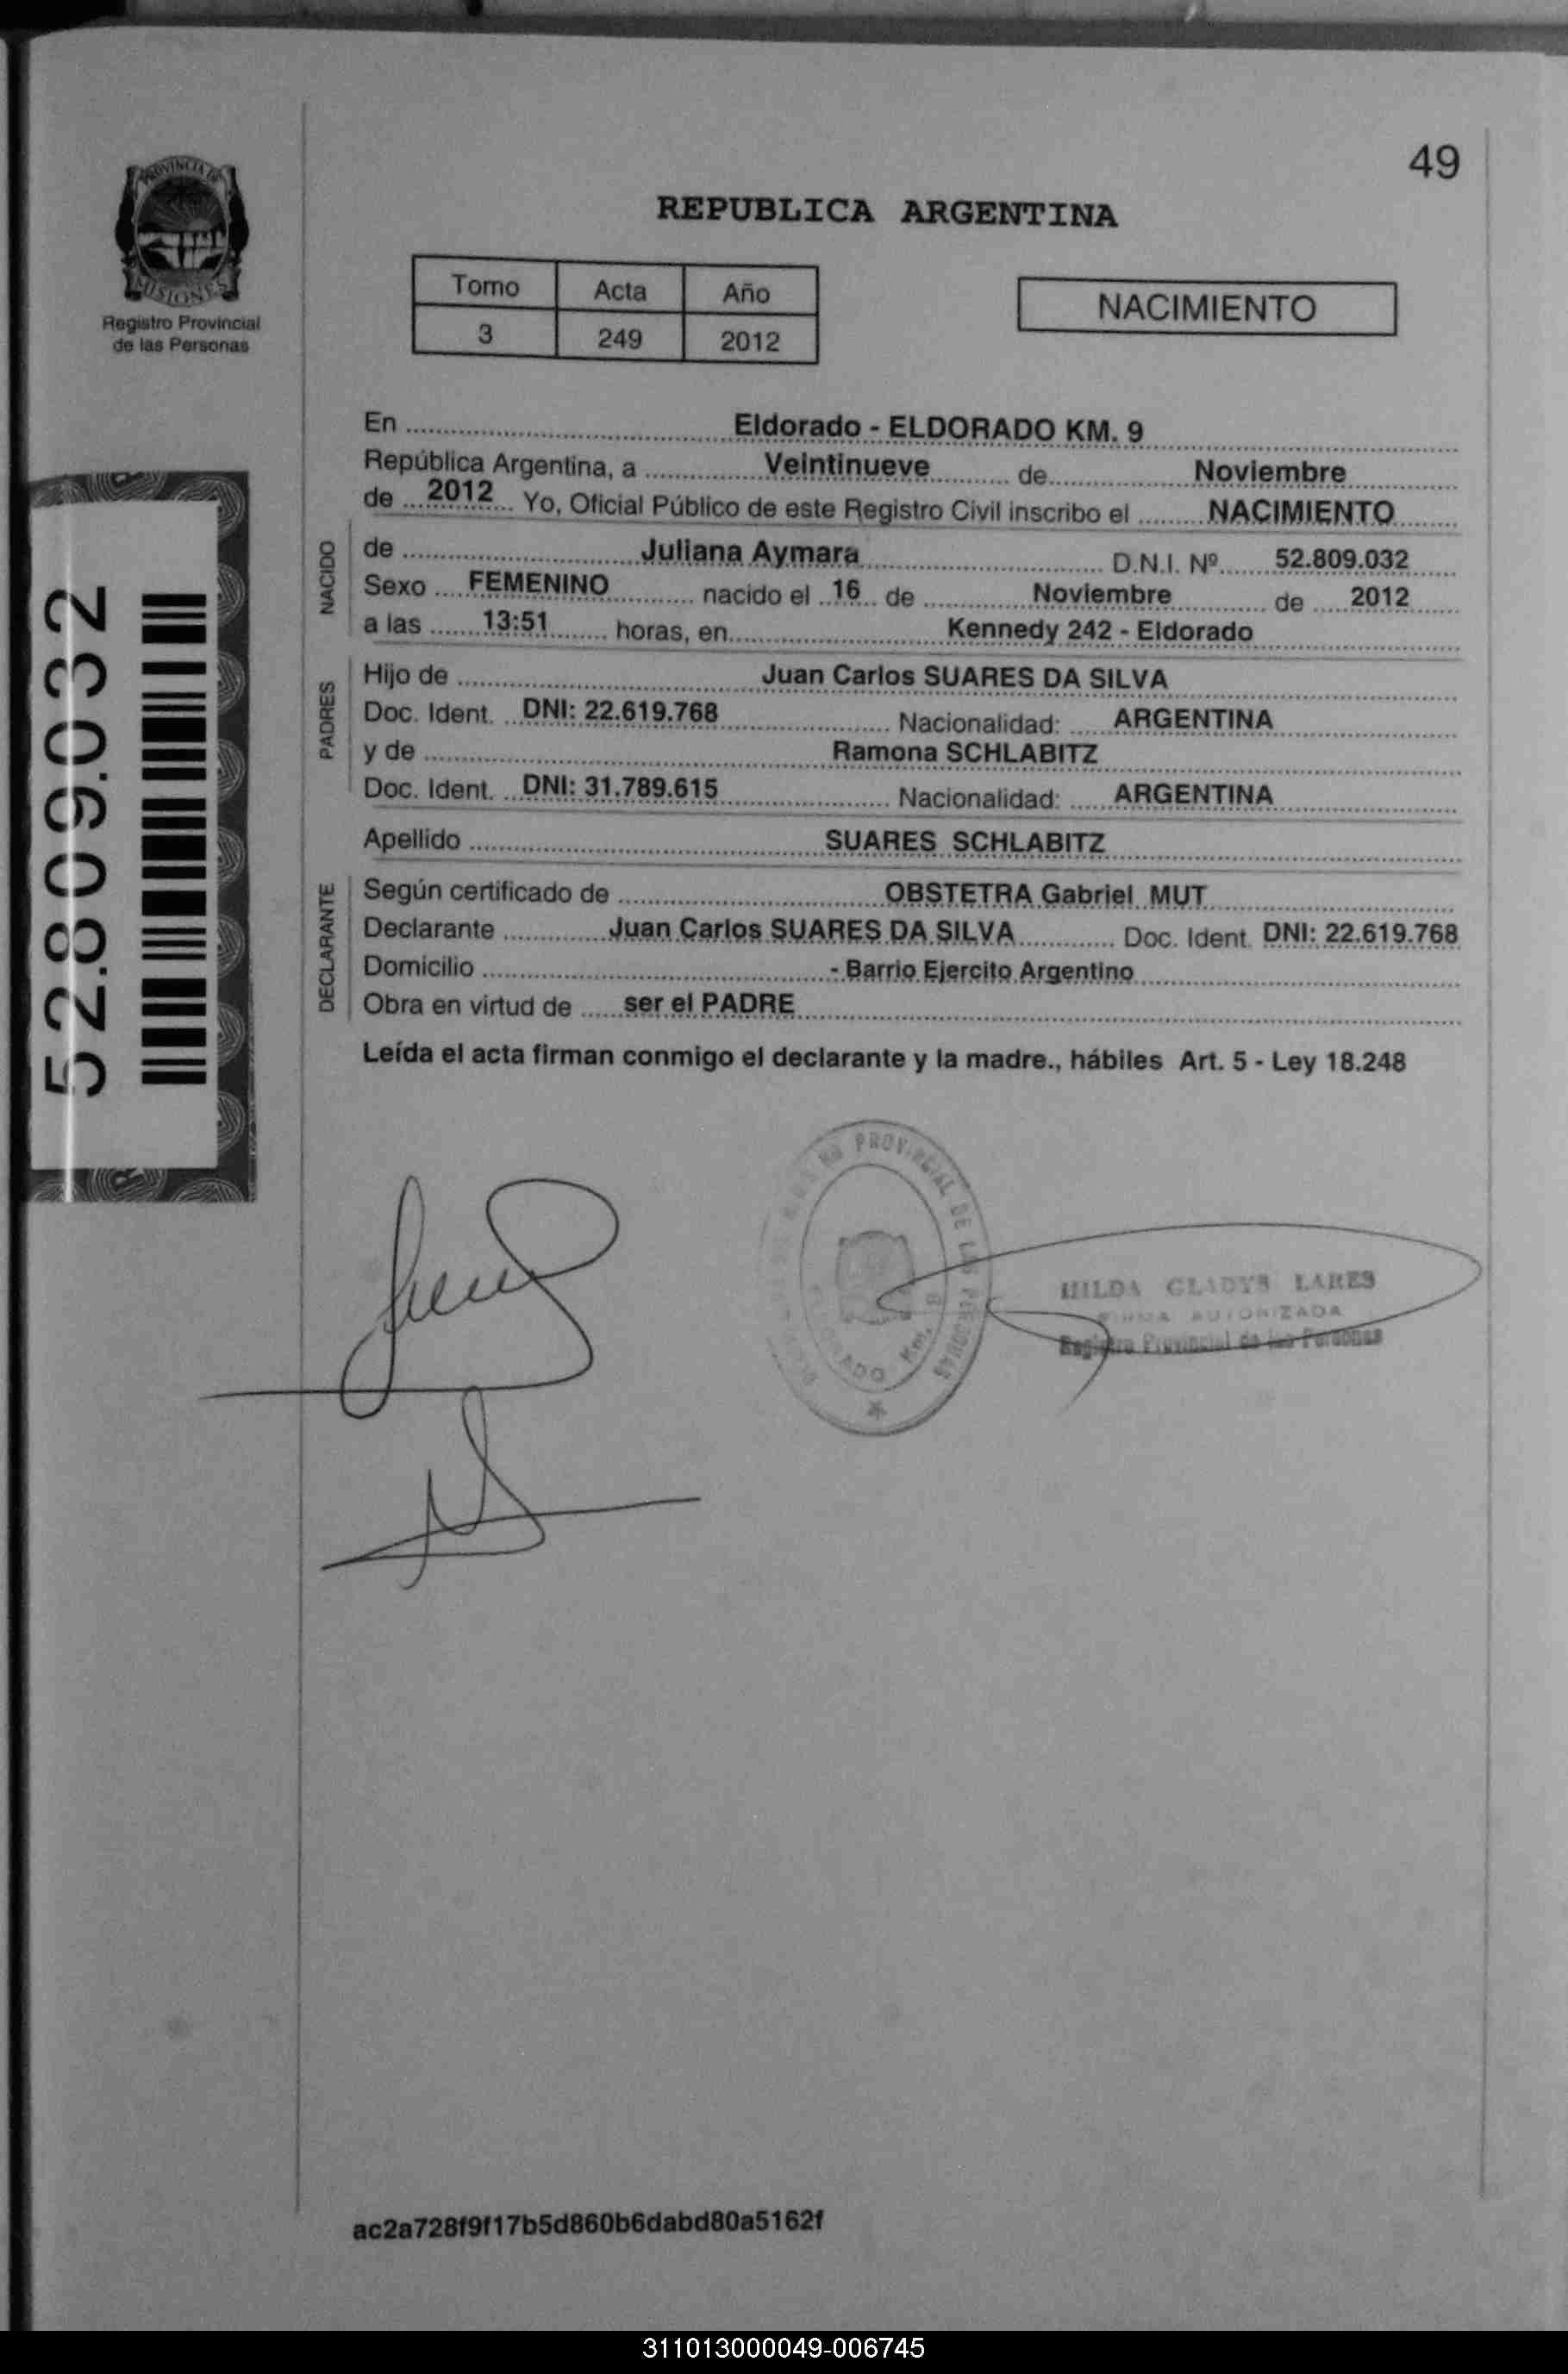 49
PROVINCIA DE
MISIONES
Registro Provincial
de las Personas
REPUBLICA ARGENTINA
Tomo Acta Año
3 249 2012
NACIMIENTO
En Eldorado - ELDORADO KM. 9
República Argentina, a Veintinueve de Noviembre
de 2012 Yo, Oficial Público de este Registro Civil inscribo el NACIMIENTO
NACIDO
de Juliana Aymara D.N.I. Nº 52.809.032
Sexo FEMENINO nacido el 16 de Noviembre de 2012
a las 13:51 horas, en Kennedy 242 - Eldorado
PADRES
Hijo de Juan Carlos SUARES DA SILVA
Doc. Ident. DNI: 22.619.768 Nacionalidad: ARGENTINA
y de Ramona SCHLABITZ
Doc. Ident. DNI: 31.789.615 Nacionalidad: ARGENTINA
Apellido SUARES SCHLABITZ
DECLARANTE
Según certificado de OBSTETRA Gabriel MUT
Declarante Juan Carlos SUARES DA SILVA Doc. Ident. DNI: 22.619.768
Domicilio - Barrio Ejercito Argentino
Obra en virtud de ser el PADRE
Leída el acta firman conmigo el declarante y la madre., hábiles Art. 5 - Ley 18.248
52.809.032
PROVINCIAL DE LAS PERSONAS
HILDA GLADYS LARES
FIRMA AUTORIZADA
Registro Provincial de las Personas
ac2a728f9f17b5d860b6dabd80a5162f
311013000049-006745